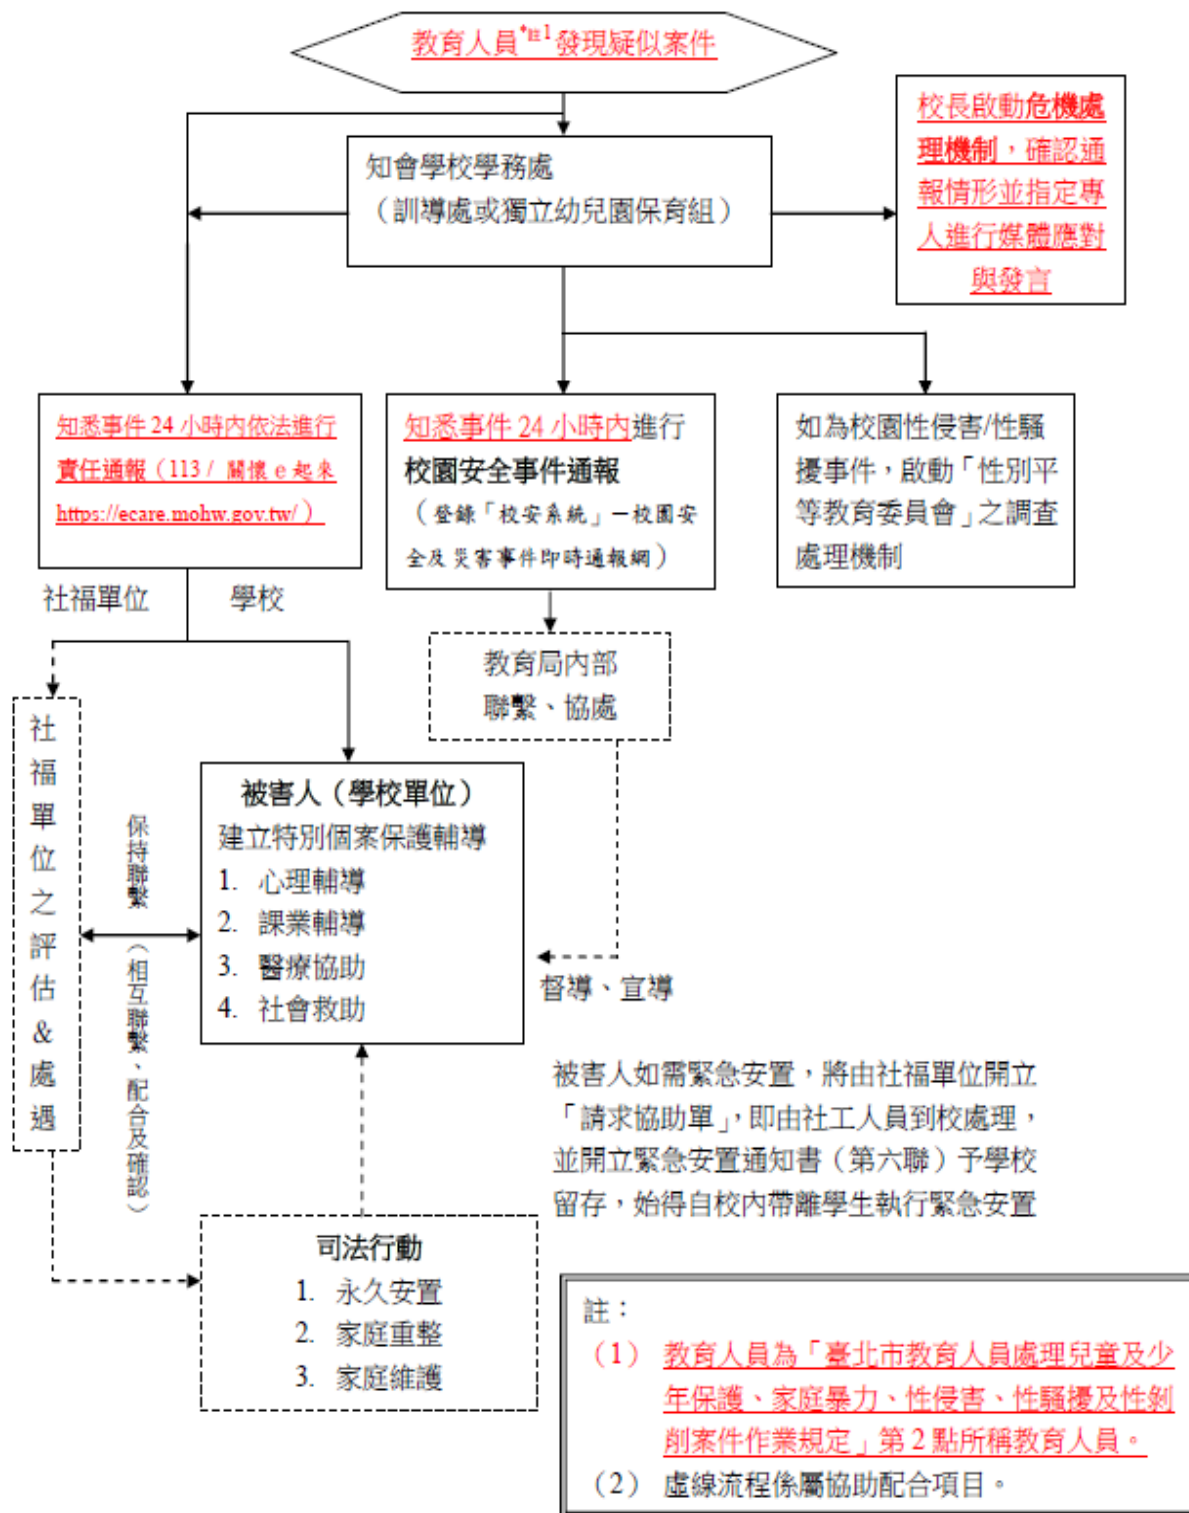 教育人員*註1發現疑似案件
校長啟動危機處
理機制，確認通
報情形並指定專
人進行媒體應對
與發言
知會學校學務處
（訓導處或獨立幼兒園保育組）
知悉事件 24 小時內依法進行
責任通報（113 / 關懷 e 起來
https://ecare.mohw.gov.tw/ ）
知悉事件 24 小時內進行
校園安全事件通報
（登錄「校安系統」－校園安
全及災害事件即時通報網）
如為校園性侵害/性騷
擾事件，啟動「性別平
等教育委員會」之調查
處理機制
社福單位
學校
教育局內部
聯繫、協處
社福單位之評估&處遇
保持聯繫
（相互聯繫、配合及確認）
被害人（學校單位）
建立特別個案保護輔導
1. 心理輔導
2. 課業輔導
3. 醫療協助
4. 社會救助
督導、宣導
被害人如需緊急安置，將由社福單位開立
「請求協助單」，即由社工人員到校處理，
並開立緊急安置通知書（第六聯）予學校
留存，始得自校內帶離學生執行緊急安置
司法行動
1. 永久安置
2. 家庭重整
3. 家庭維護
註：
（1） 教育人員為「臺北市教育人員處理兒童及少
年保護、家庭暴力、性侵害、性騷擾及性剝
削案件作業規定」第 2 點所稱教育人員。
（2） 虛線流程係屬協助配合項目。